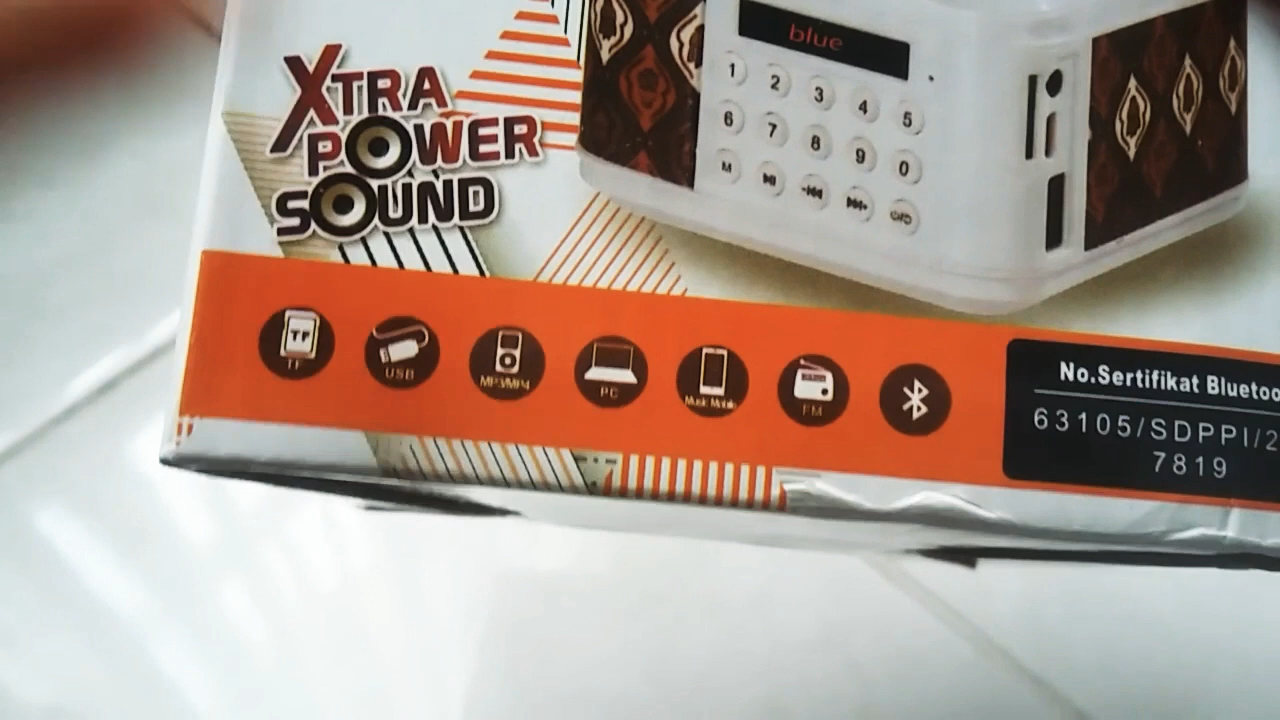 XTRA
POWER
SOUND
blue
1 2 3 4 5
6 7 8 9 0
M
TF
TF
USB
MP3/MP4
PC
Music Mobile
FM
No.Sertifikat Bluetoo
63105/SDPPI/2
7819